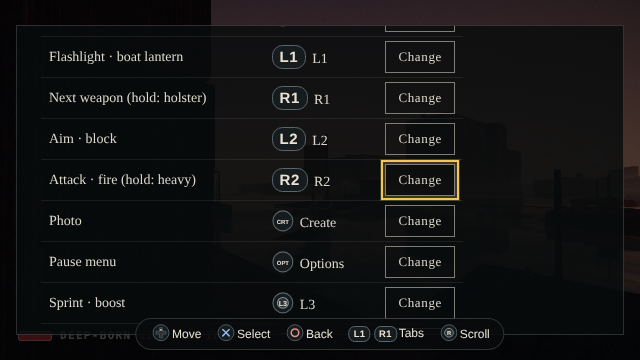 Flashlight · boat lantern L1 L1 Change
Next weapon (hold: holster) R1 R1 Change
Aim · block L2 L2 Change
Attack · fire (hold: heavy) R2 R2 Change
Photo CRT Create Change
Pause menu OPT Options Change
Sprint · boost L3 L3 Change
DEEP-BORN
Move Select Back L1 R1 Tabs R Scroll